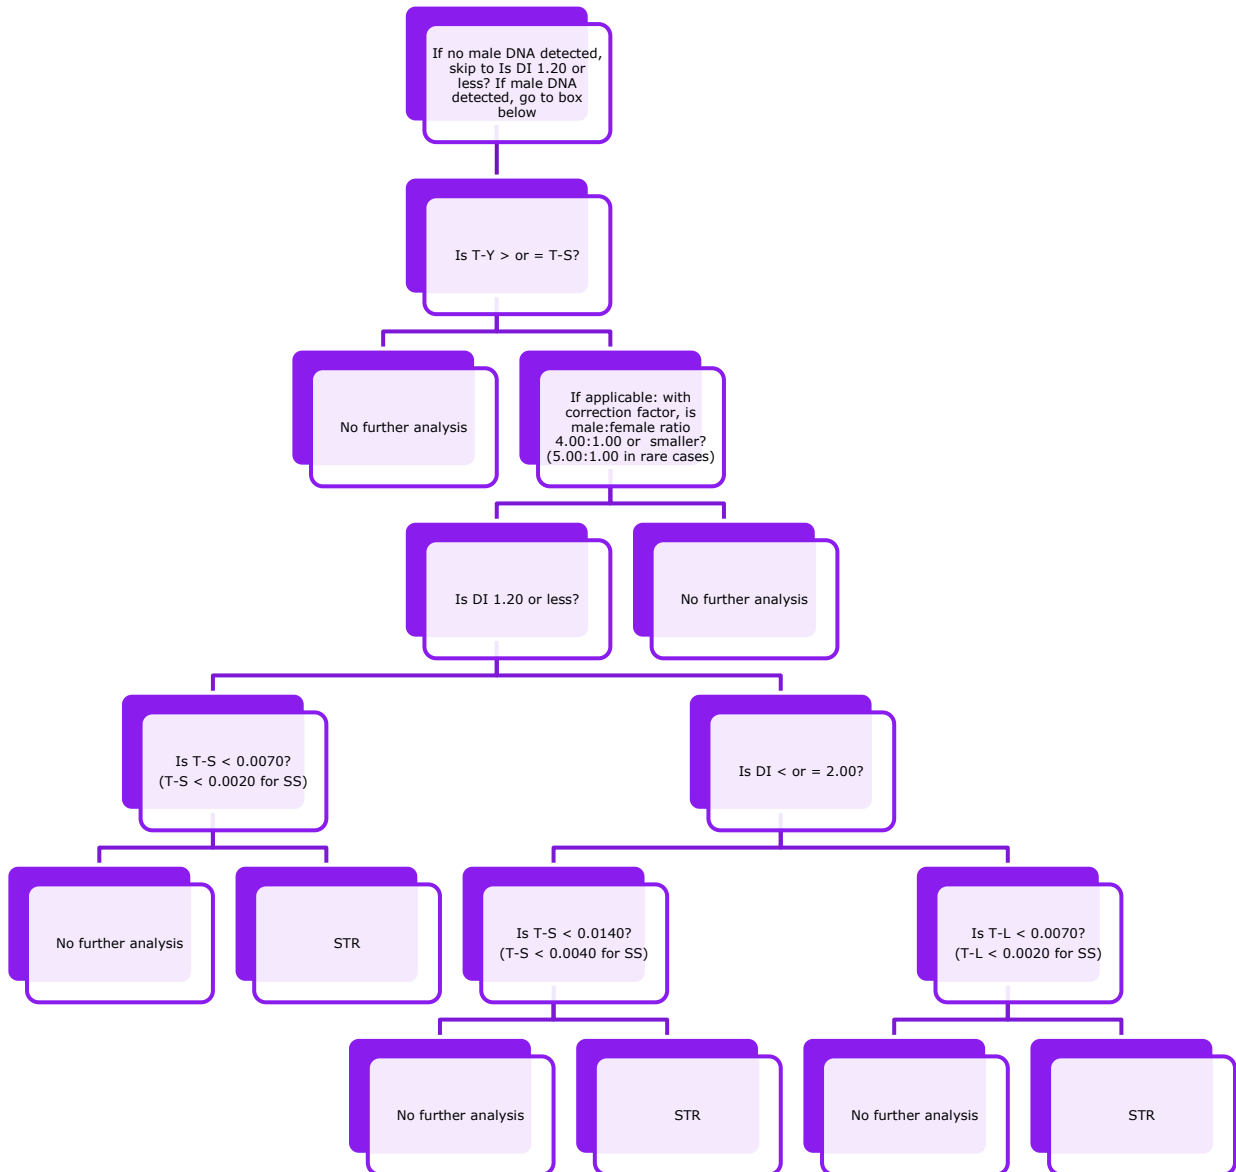 If no male DNA detected,
skip to Is DI 1.20 or
less? If male DNA
detected, go to box
below
Is T-Y > or = T-S?
No further analysis
If applicable: with
correction factor, is
male:female ratio
4.00:1.00 or smaller?
(5.00:1.00 in rare cases)
Is DI 1.20 or less?
No further analysis
Is T-S < 0.0070?
(T-S < 0.0020 for SS)
Is DI < or = 2.00?
No further analysis
STR
Is T-S < 0.0140?
(T-S < 0.0040 for SS)
Is T-L < 0.0070?
(T-L < 0.0020 for SS)
No further analysis
STR
No further analysis
STR